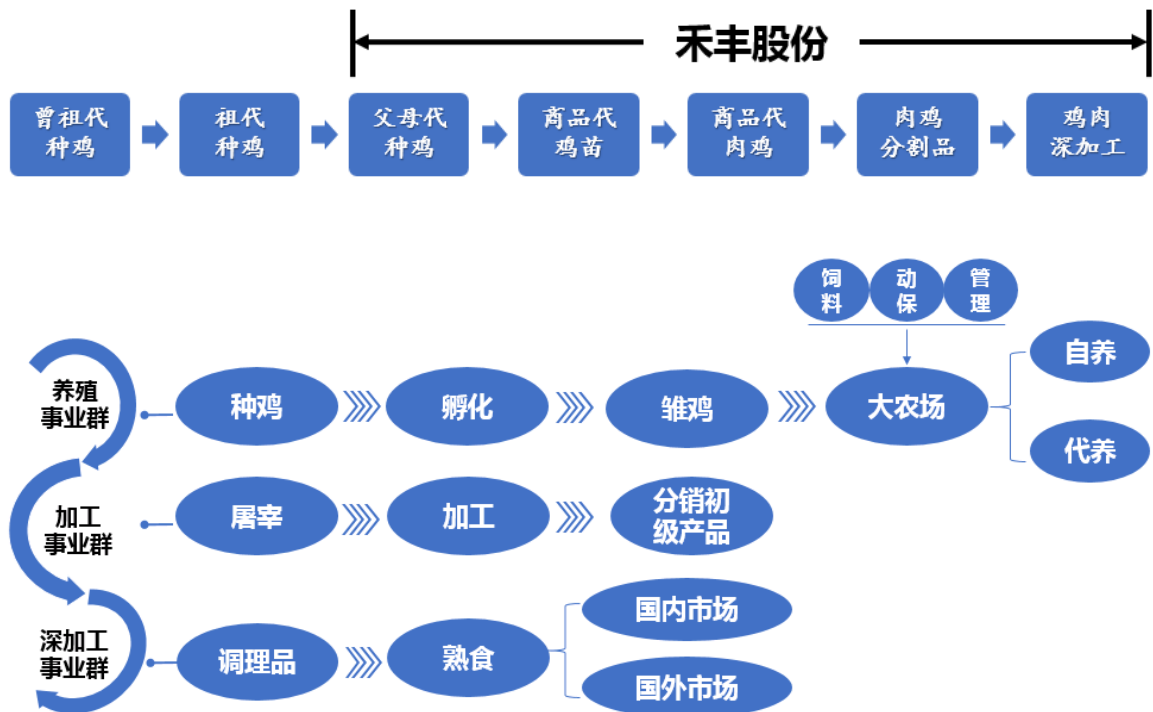 禾丰股份
曾祖代
种鸡
祖代
种鸡
父母代
种鸡
商品代
鸡苗
商品代
肉鸡
肉鸡
分割品
鸡肉
深加工
饲
料
动
保
管
理
养殖
事业群
种鸡
孵化
雏鸡
大农场
自养
代养
加工
事业群
屠宰
加工
分销初
级产品
深加工
事业群
调理品
熟食
国内市场
国外市场